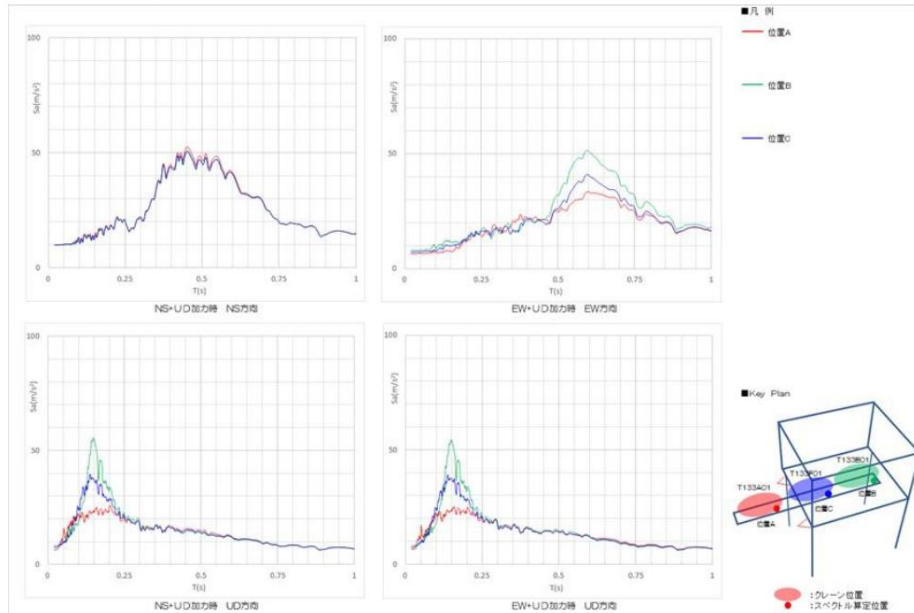 ■凡 例
位置A
位置B
位置C
100
50
0
Sa(m/s²)
0
0.25
0.5
0.75
1
T(s)
NS+UD加力時 NS方向
100
50
0
Sa(m/s²)
0
0.25
0.5
0.75
1
T(s)
EW+UD加力時 EW方向
100
50
0
Sa(m/s²)
0
0.25
0.5
0.75
1
T(s)
NS+UD加力時 UD方向
100
50
0
Sa(m/s²)
0
0.25
0.5
0.75
1
T(s)
EW+UD加力時 UD方向
■Key Plan
T133B01
T133A01
位置B
位置A
位置C
:クレーン位置
:スペクトル算定位置